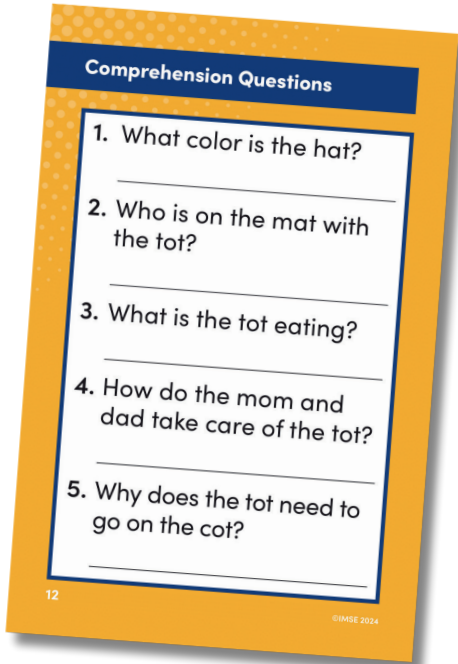 Comprehension Questions
1. What color is the hat?
2. Who is on the mat with
the tot?
3. What is the tot eating?
4. How do the mom and
dad take care of the tot?
5. Why does the tot need to
go on the cot?
12
©IMSE 2024